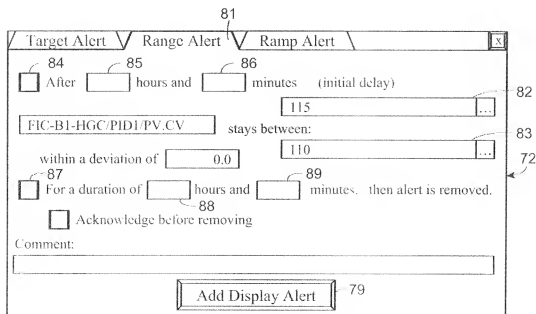 81
Target Alert Range Alert Ramp Alert x
84 85 86
After hours and minutes (initial delay)
82
115 ...
FIC-B1-HGC/PID1/PV.CV stays between:
83
110 ...
within a deviation of 0.0
72
87 89
For a duration of hours and minutes, then alert is removed.
88
Acknowledge before removing
Comment:
Add Display Alert 79